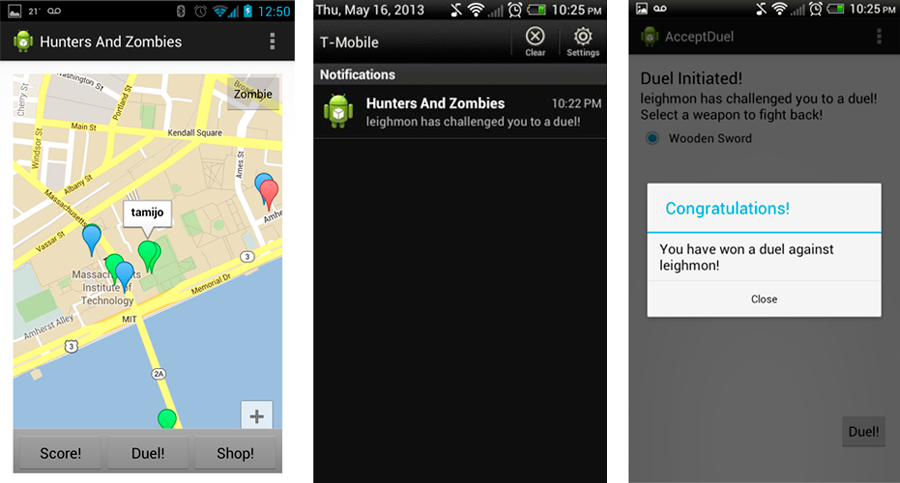 21°
12:50
Hunters And Zombies
Zombie
Washington St.
Cherry St.
Portland St.
Main St
Kendall Square
Windsor St.
Ames St.
Albany St.
Massachusetts
Vassar St
tamijo
Amhe
3
Massachusetts
Institute of
Technology
Memorial Dr
Amherst Alley
MIT
3
2A
+
Score!
Duel!
Shop!
Thu, May 16, 2013
10:25 PM
T-Mobile
Clear
Settings
Notifications
Hunters And Zombies
10:22 PM
leighmon has challenged you to a duel!
10:25 PM
AcceptDuel
Duel Initiated!
leighmon has challenged you to a duel!
Select a weapon to fight back!
Wooden Sword
Congratulations!
You have won a duel against
leighmon!
Close
Duel!